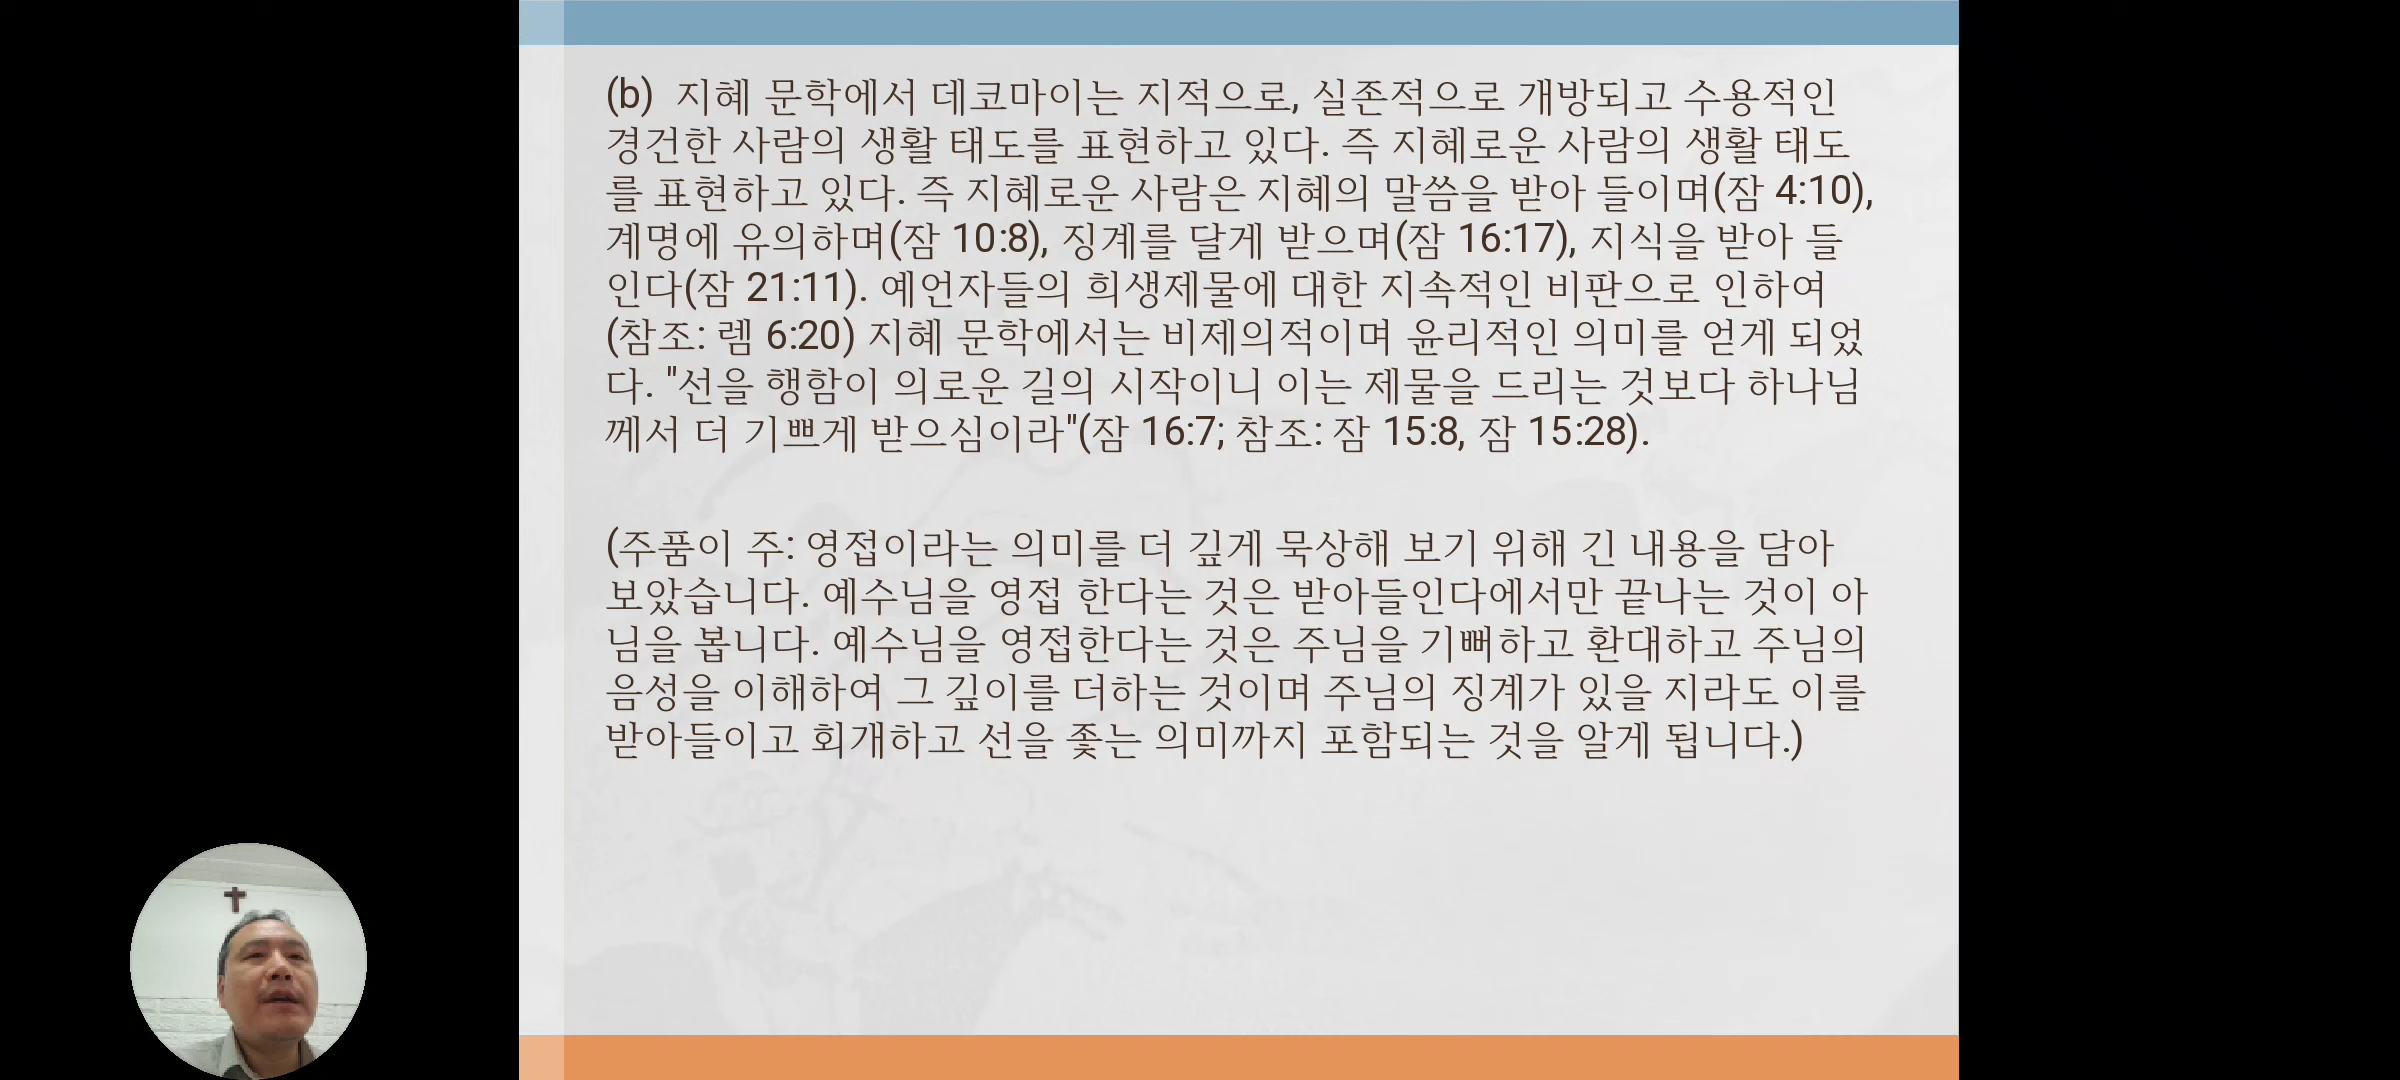 (b)  지혜 문학에서 데코마이는 지적으로, 실존적으로 개방되고 수용적인
경건한 사람의 생활 태도를 표현하고 있다. 즉 지혜로운 사람의 생활 태도
를 표현하고 있다. 즉 지혜로운 사람은 지혜의 말씀을 받아 들이며(잠 4:10),
계명에 유의하며(잠 10:8), 징계를 달게 받으며(잠 16:17), 지식을 받아 들
인다(잠 21:11). 예언자들의 희생제물에 대한 지속적인 비판으로 인하여
(참조: 렘 6:20) 지혜 문학에서는 비제의적이며 윤리적인 의미를 얻게 되었
다. "선을 행함이 의로운 길의 시작이니 이는 제물을 드리는 것보다 하나님
께서 더 기쁘게 받으심이라"(잠 16:7; 참조: 잠 15:8, 잠 15:28).
(주품이 주: 영접이라는 의미를 더 깊게 묵상해 보기 위해 긴 내용을 담아
보았습니다. 예수님을 영접 한다는 것은 받아들인다에서만 끝나는 것이 아
님을 봅니다. 예수님을 영접한다는 것은 주님을 기뻐하고 환대하고 주님의
음성을 이해하여 그 깊이를 더하는 것이며 주님의 징계가 있을 지라도 이를
받아들이고 회개하고 선을 좇는 의미까지 포함되는 것을 알게 됩니다.)